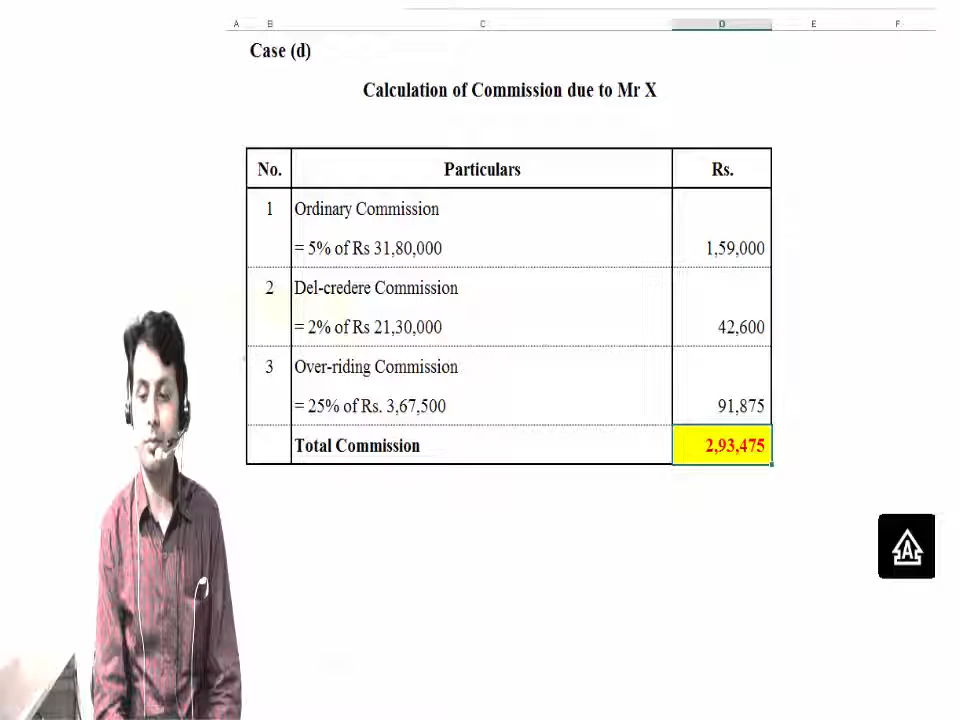 A B C D E F
Case (d)
Calculation of Commission due to Mr X
No. Particulars Rs.
1 Ordinary Commission
= 5% of Rs 31,80,000 1,59,000
2 Del-credere Commission
= 2% of Rs 21,30,000 42,600
3 Over-riding Commission
= 25% of Rs. 3,67,500 91,875
Total Commission 2,93,475
A